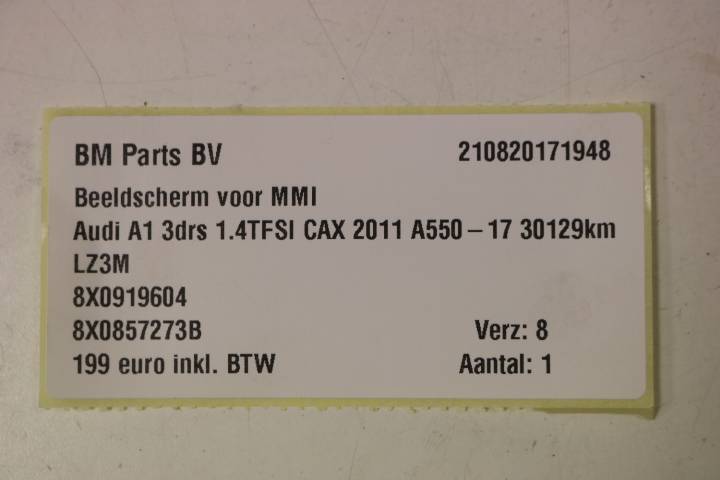 BM Parts BV 210820171948
Beeldscherm voor MMI
Audi A1 3drs 1.4TFSI CAX 2011 A550-17 30129km
LZ3M
8X0919604
8X0857273B Verz: 8
199 euro inkl. BTW Aantal: 1